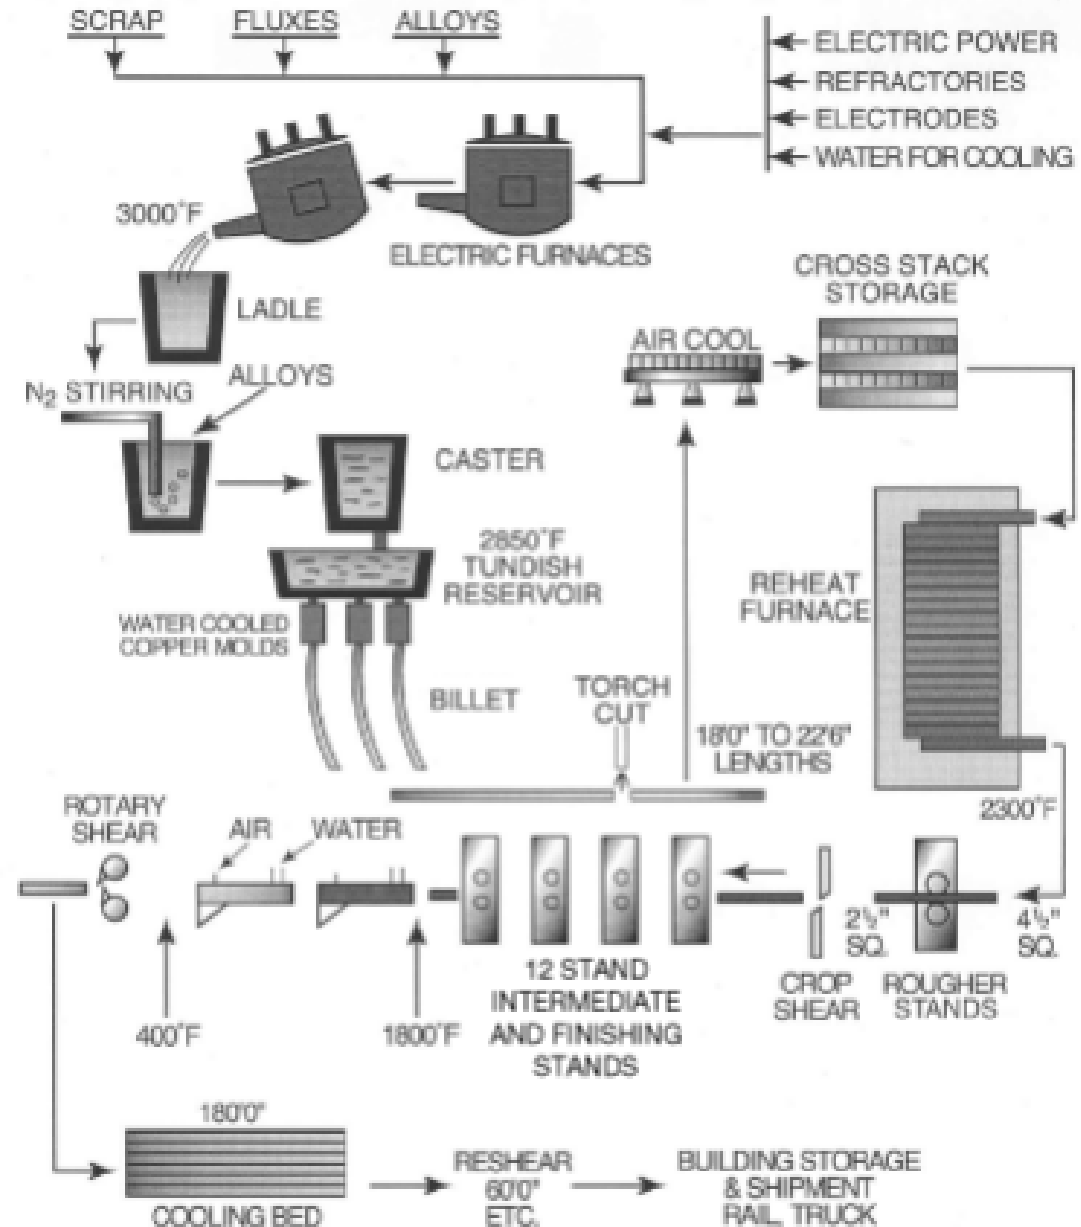 SCRAP
FLUXES
ALLOYS
ELECTRIC POWER
REFRACTORIES
ELECTRODES
WATER FOR COOLING
3000°F
ELECTRIC FURNACES
LADLE
CROSS STACK
STORAGE
AIR COOL
N2 STIRRING
ALLOYS
CASTER
2850°F
TUNDISH
RESERVOIR
WATER COOLED
COPPER MOLDS
REHEAT
FURNACE
BILLET
TORCH
CUT
18'0" TO 22'6"
LENGTHS
2300°F
ROTARY
SHEAR
AIR
WATER
2½"
SQ.
4½"
SQ.
CROP
SHEAR
ROUGHER
STANDS
12 STAND
INTERMEDIATE
AND FINISHING
STANDS
400°F
1800°F
180'0"
COOLING BED
RESHEAR
60'0"
ETC.
BUILDING STORAGE
& SHIPMENT
RAIL, TRUCK